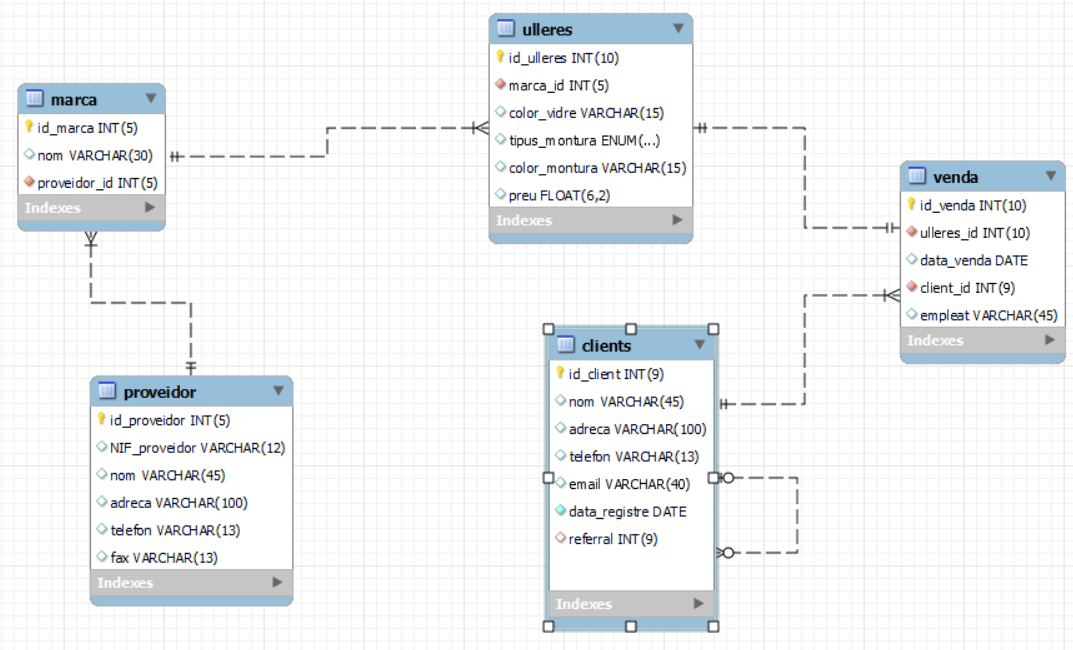 marca
id_marca INT(5)
nom VARCHAR(30)
proveidor_id INT(5)
Indexes
ulleres
id_ulleres INT(10)
marca_id INT(5)
color_vidre VARCHAR(15)
tipus_montura ENUM(...)
color_montura VARCHAR(15)
preu FLOAT(6,2)
Indexes
venda
id_venda INT(10)
ulleres_id INT(10)
data_venda DATE
client_id INT(9)
empleat VARCHAR(45)
Indexes
proveidor
id_proveidor INT(5)
NIF_proveidor VARCHAR(12)
nom VARCHAR(45)
adreca VARCHAR(100)
telefon VARCHAR(13)
fax VARCHAR(13)
Indexes
clients
id_client INT(9)
nom VARCHAR(45)
adreca VARCHAR(100)
telefon VARCHAR(13)
email VARCHAR(40)
data_registre DATE
referral INT(9)
Indexes